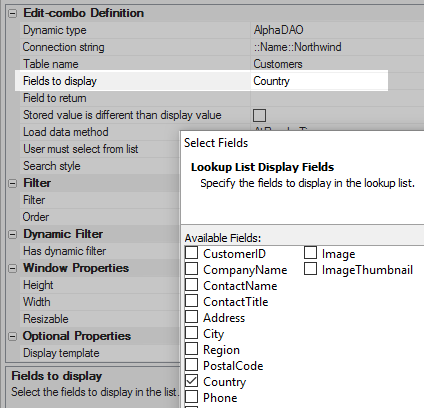 Edit-combo Definition
Dynamic type AlphaDAO
Connection string ::Name::Northwind
Table name Customers
Fields to display Country
Field to return
Stored value is different than display value
Load data method
User must select from list
Search style
Filter
Filter
Order
Dynamic Filter
Has dynamic filter
Window Properties
Height
Width
Resizable
Optional Properties
Display template
Fields to display
Select the fields to display in the list.
Select Fields
Lookup List Display Fields
Specify the fields to display in the lookup list.
Available Fields:
CustomerID
CompanyName
ContactName
ContactTitle
Address
City
Region
PostalCode
Country
Phone
Image
ImageThumbnail